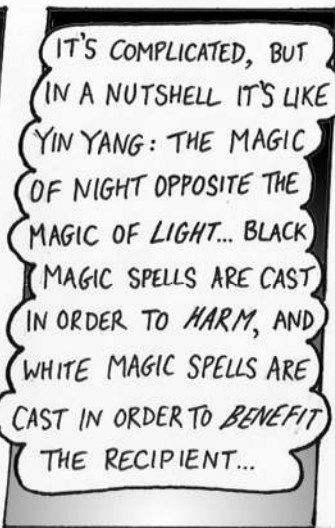 IT'S COMPLICATED, BUT
IN A NUTSHELL IT'S LIKE
YIN YANG: THE MAGIC
OF NIGHT OPPOSITE THE
MAGIC OF LIGHT... BLACK
MAGIC SPELLS ARE CAST
IN ORDER TO HARM, AND
WHITE MAGIC SPELLS ARE
CAST IN ORDER TO BENEFIT
THE RECIPIENT...